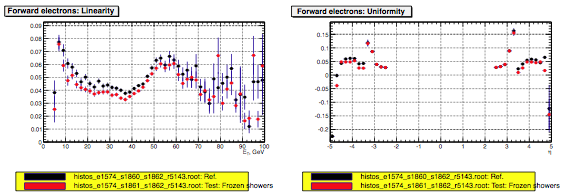 Forward electrons: Linearity
0.09
0.08
0.07
0.06
0.05
0.04
0.03
0.02
0.01
0
0 10 20 30 40 50 60 70 80 90 100
GeV
histos_e1574_s1860_s1862_r5143.root: Ref.
histos_e1574_s1861_s1862_r5143.root: Test: Frozen showers
Forward electrons: Uniformity
0.15
0.1
0.05
0
-0.05
-0.1
-0.15
-0.2
-5 -4 -3 -2 -1 0 1 2 3 4 5
η
histos_e1574_s1860_s1862_r5143.root: Ref.
histos_e1574_s1861_s1862_r5143.root: Test: Frozen showers